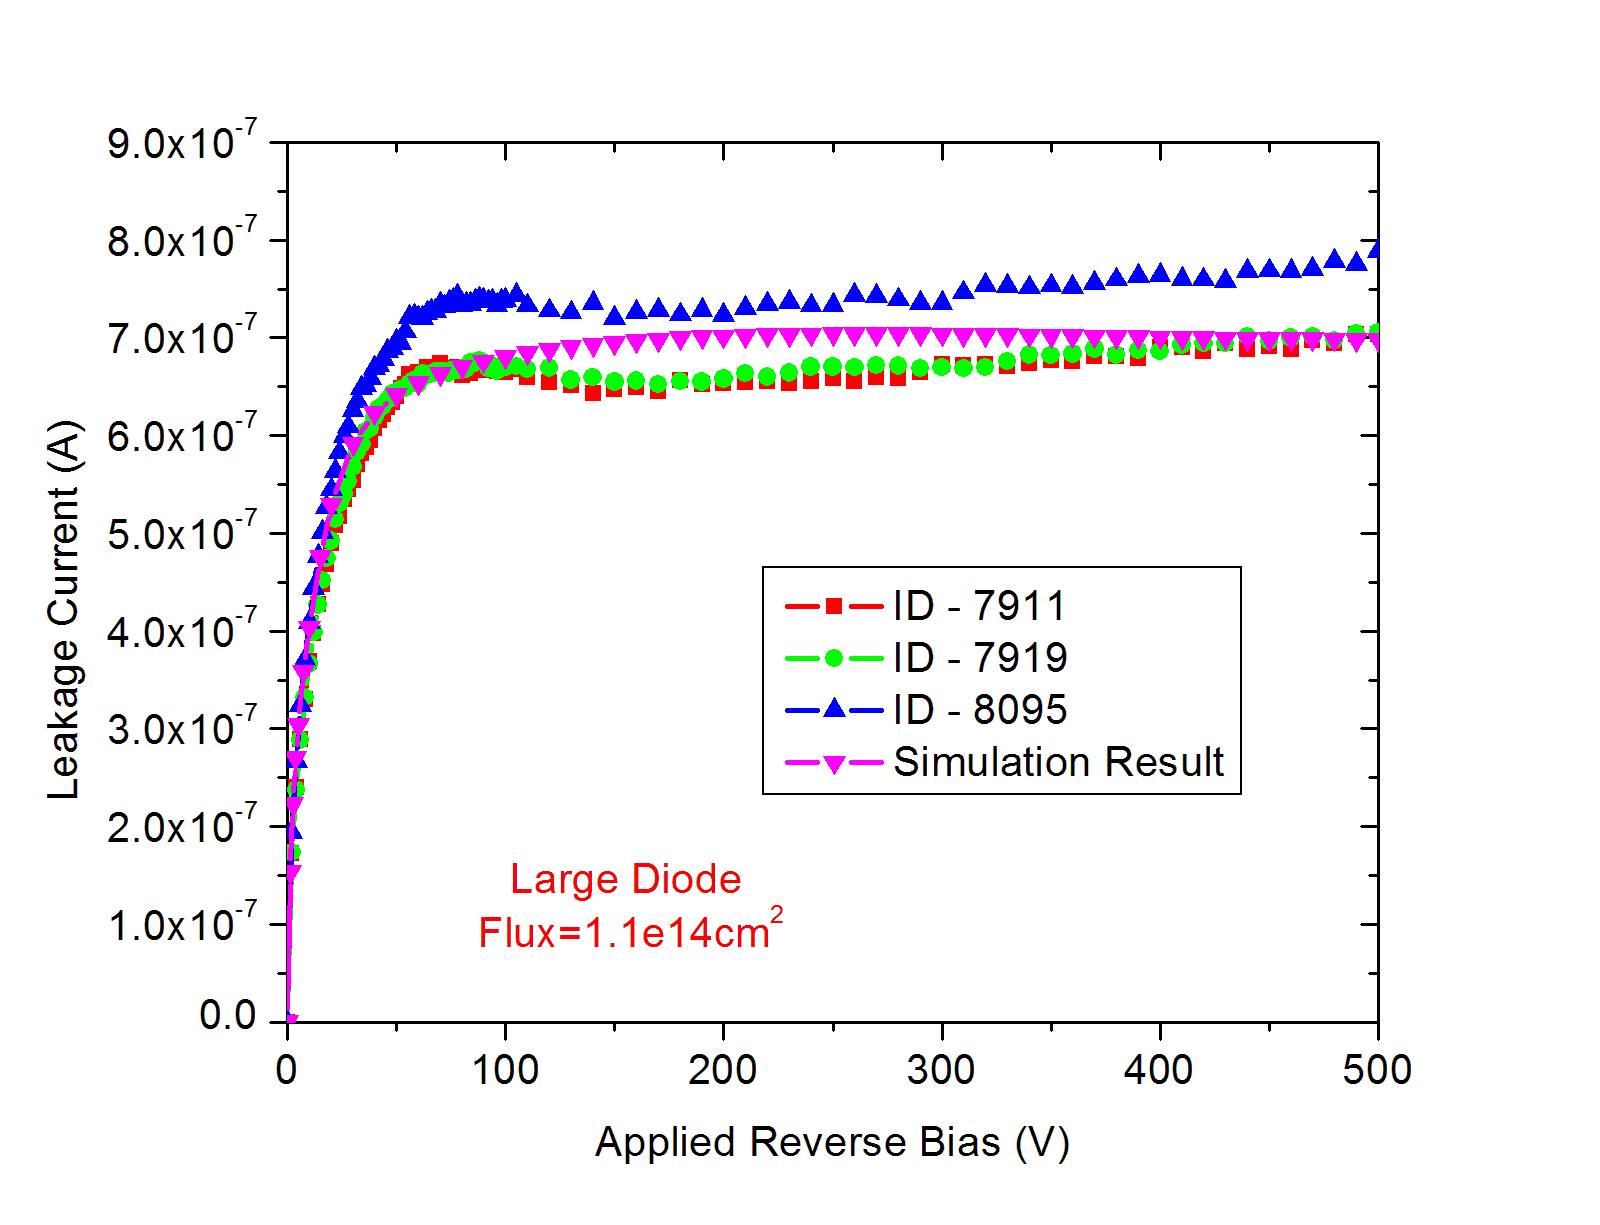 9.0x10-7
8.0x10-7
7.0x10-7
6.0x10-7
5.0x10-7
4.0x10-7
3.0x10-7
2.0x10-7
1.0x10-7
0.0
Leakage Current (A)
ID - 7911
ID - 7919
ID - 8095
Simulation Result
Large Diode
Flux=1.1e14cm2
0 100 200 300 400 500
Applied Reverse Bias (V)